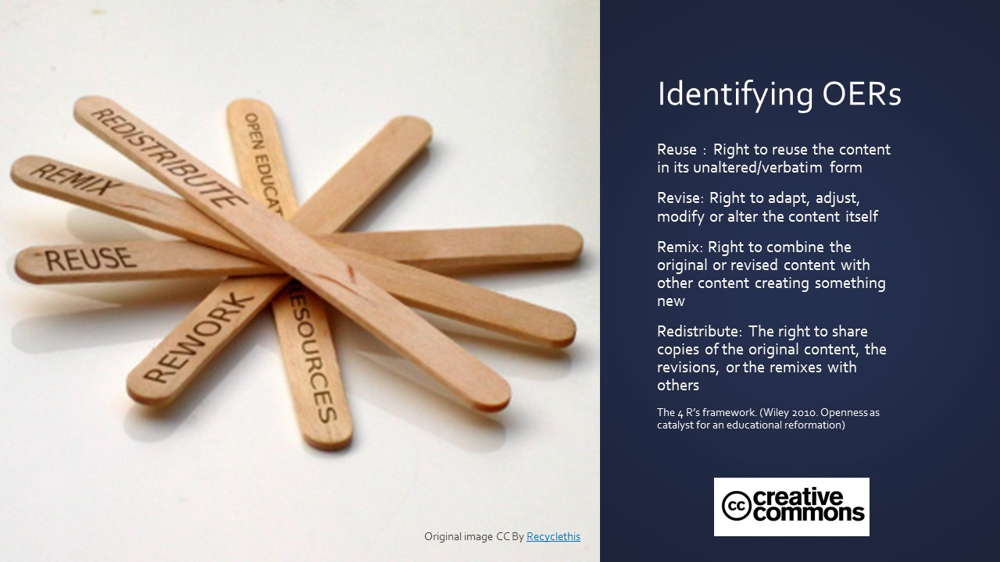 REDISTRIBUTE
OPEN EDUCAT
REMIX
REUSE
REWORK
RESOURCES
Original image CC By Recyclethis
Identifying OERs
Reuse : Right to reuse the content
in its unaltered/verbatim form
Revise: Right to adapt, adjust,
modify or alter the content itself
Remix: Right to combine the
original or revised content with
other content creating something
new
Redistribute: The right to share
copies of the original content, the
revisions, or the remixes with
others
The 4 R’s framework. (Wiley 2010. Openness as
catalyst for an educational reformation)
cc creative
commons